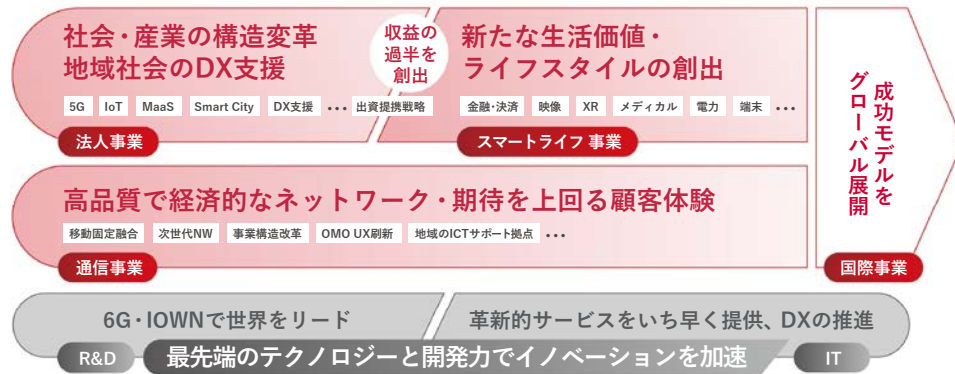 社会・産業の構造変革
地域社会のDX支援
5G IoT MaaS Smart City DX支援 ••• 出資提携戦略
法人事業
収益の
過半を
創出
新たな生活価値・
ライフスタイルの創出
金融・決済 映像 XR メディカル 電力 端末 •••
スマートライフ 事業
高品質で経済的なネットワーク・期待を上回る顧客体験
移動固定融合 次世代NW 事業構造改革 OMO UX刷新 地域のICTサポート拠点 •••
通信事業
成功モデルを
グローバル展開
国際事業
6G・IOWNで世界をリード
革新的サービスをいち早く提供、DXの推進
R&D 最先端のテクノロジーと開発力でイノベーションを加速 IT